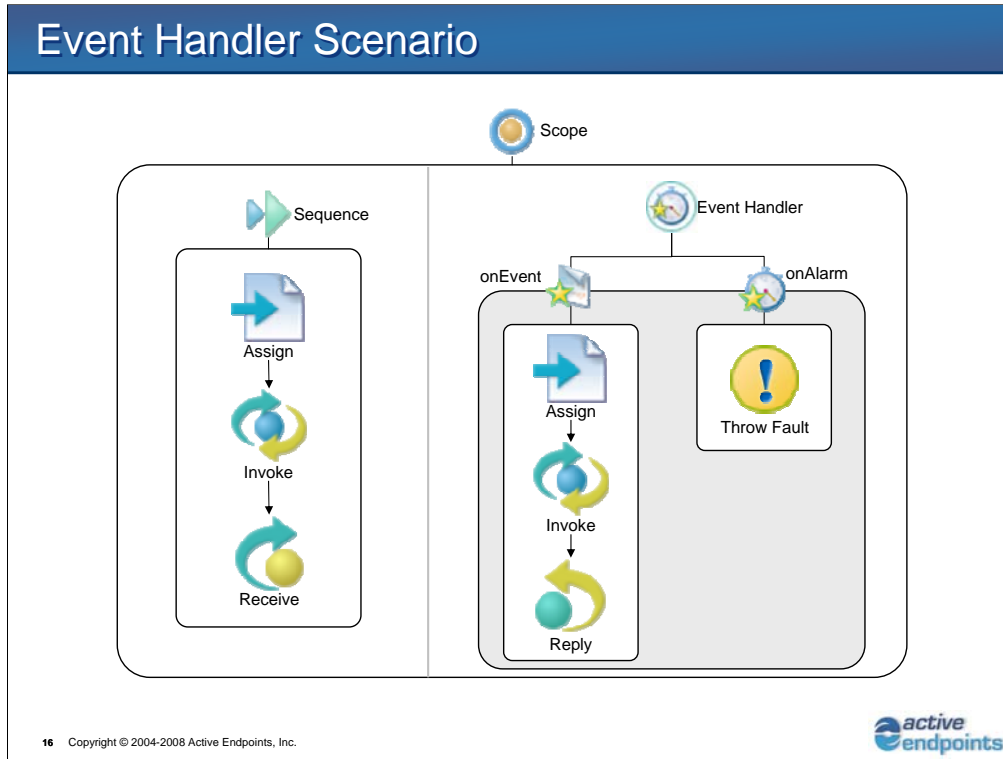 Event Handler Scenario
Scope
Sequence
Assign
Invoke
Receive
Event Handler
onEvent
onAlarm
Assign
Invoke
Reply
Throw Fault
16 Copyright © 2004-2008 Active Endpoints, Inc.
active
endpoints